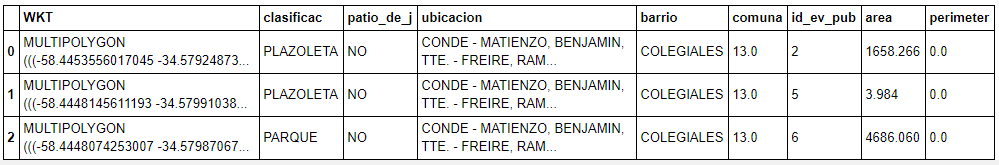 WKT clasificac patio_de_j ubicacion barrio comuna id_ev_pub area perimeter
0 MULTIPOLYGON (((-58.4453556017045 -34.57924873... PLAZOLETA NO CONDE - MATIENZO, BENJAMIN, TTE. - FREIRE, RAM... COLEGIALES 13.0 2 1658.266 0.0
1 MULTIPOLYGON (((-58.4448145611193 -34.57991038... PLAZOLETA NO CONDE - MATIENZO, BENJAMIN, TTE. - FREIRE, RAM... COLEGIALES 13.0 5 3.984 0.0
2 MULTIPOLYGON (((-58.4448074253007 -34.57987067... PARQUE NO CONDE - MATIENZO, BENJAMIN, TTE. - FREIRE, RAM... COLEGIALES 13.0 6 4686.060 0.0